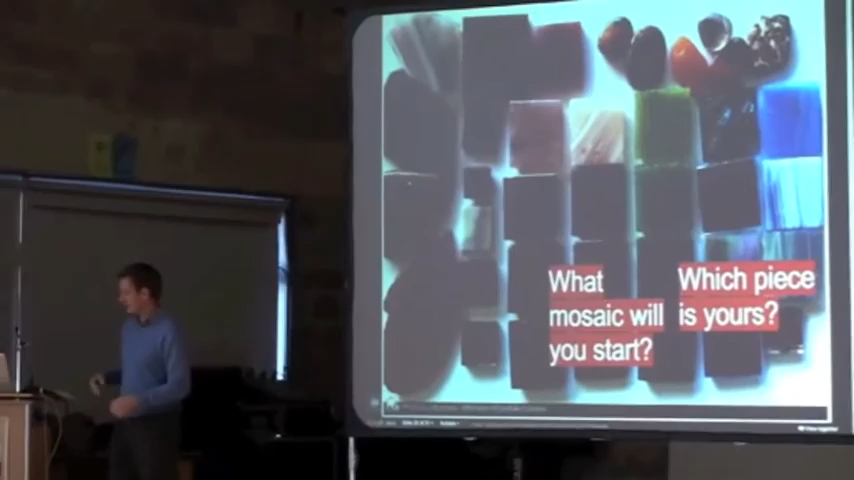 What
mosaic will
you start?
Which piece
is yours?